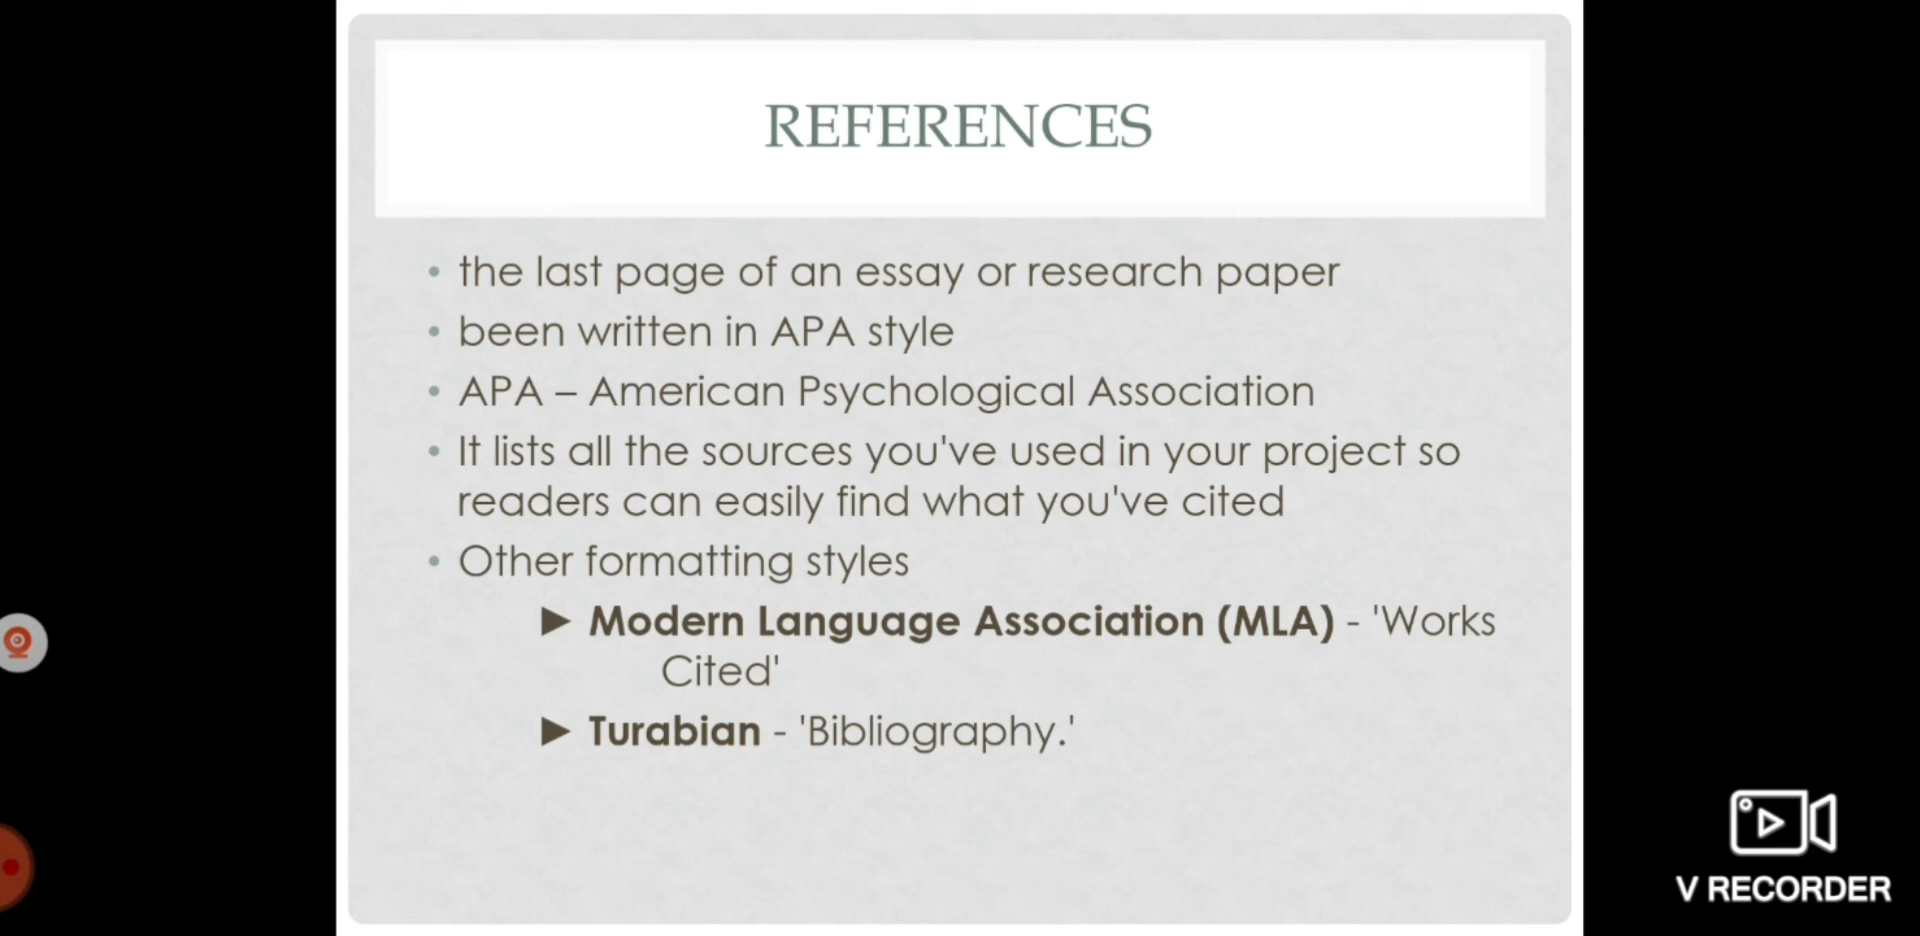 REFERENCES
• the last page of an essay or research paper
• been written in APA style
• APA – American Psychological Association
• It lists all the sources you've used in your project so
readers can easily find what you've cited
• Other formatting styles
► Modern Language Association (MLA) - 'Works
Cited'
► Turabian - 'Bibliography.'
V RECORDER